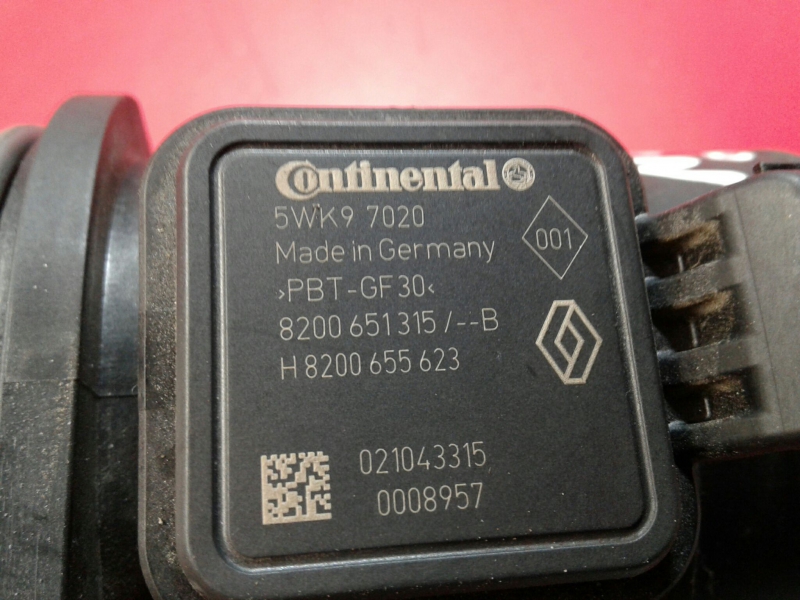 Continental
5WK9 7020
001
Made in Germany
>PBT-GF30<
8200 651 315 /--B
H 8200 655 623
021043315
0008957